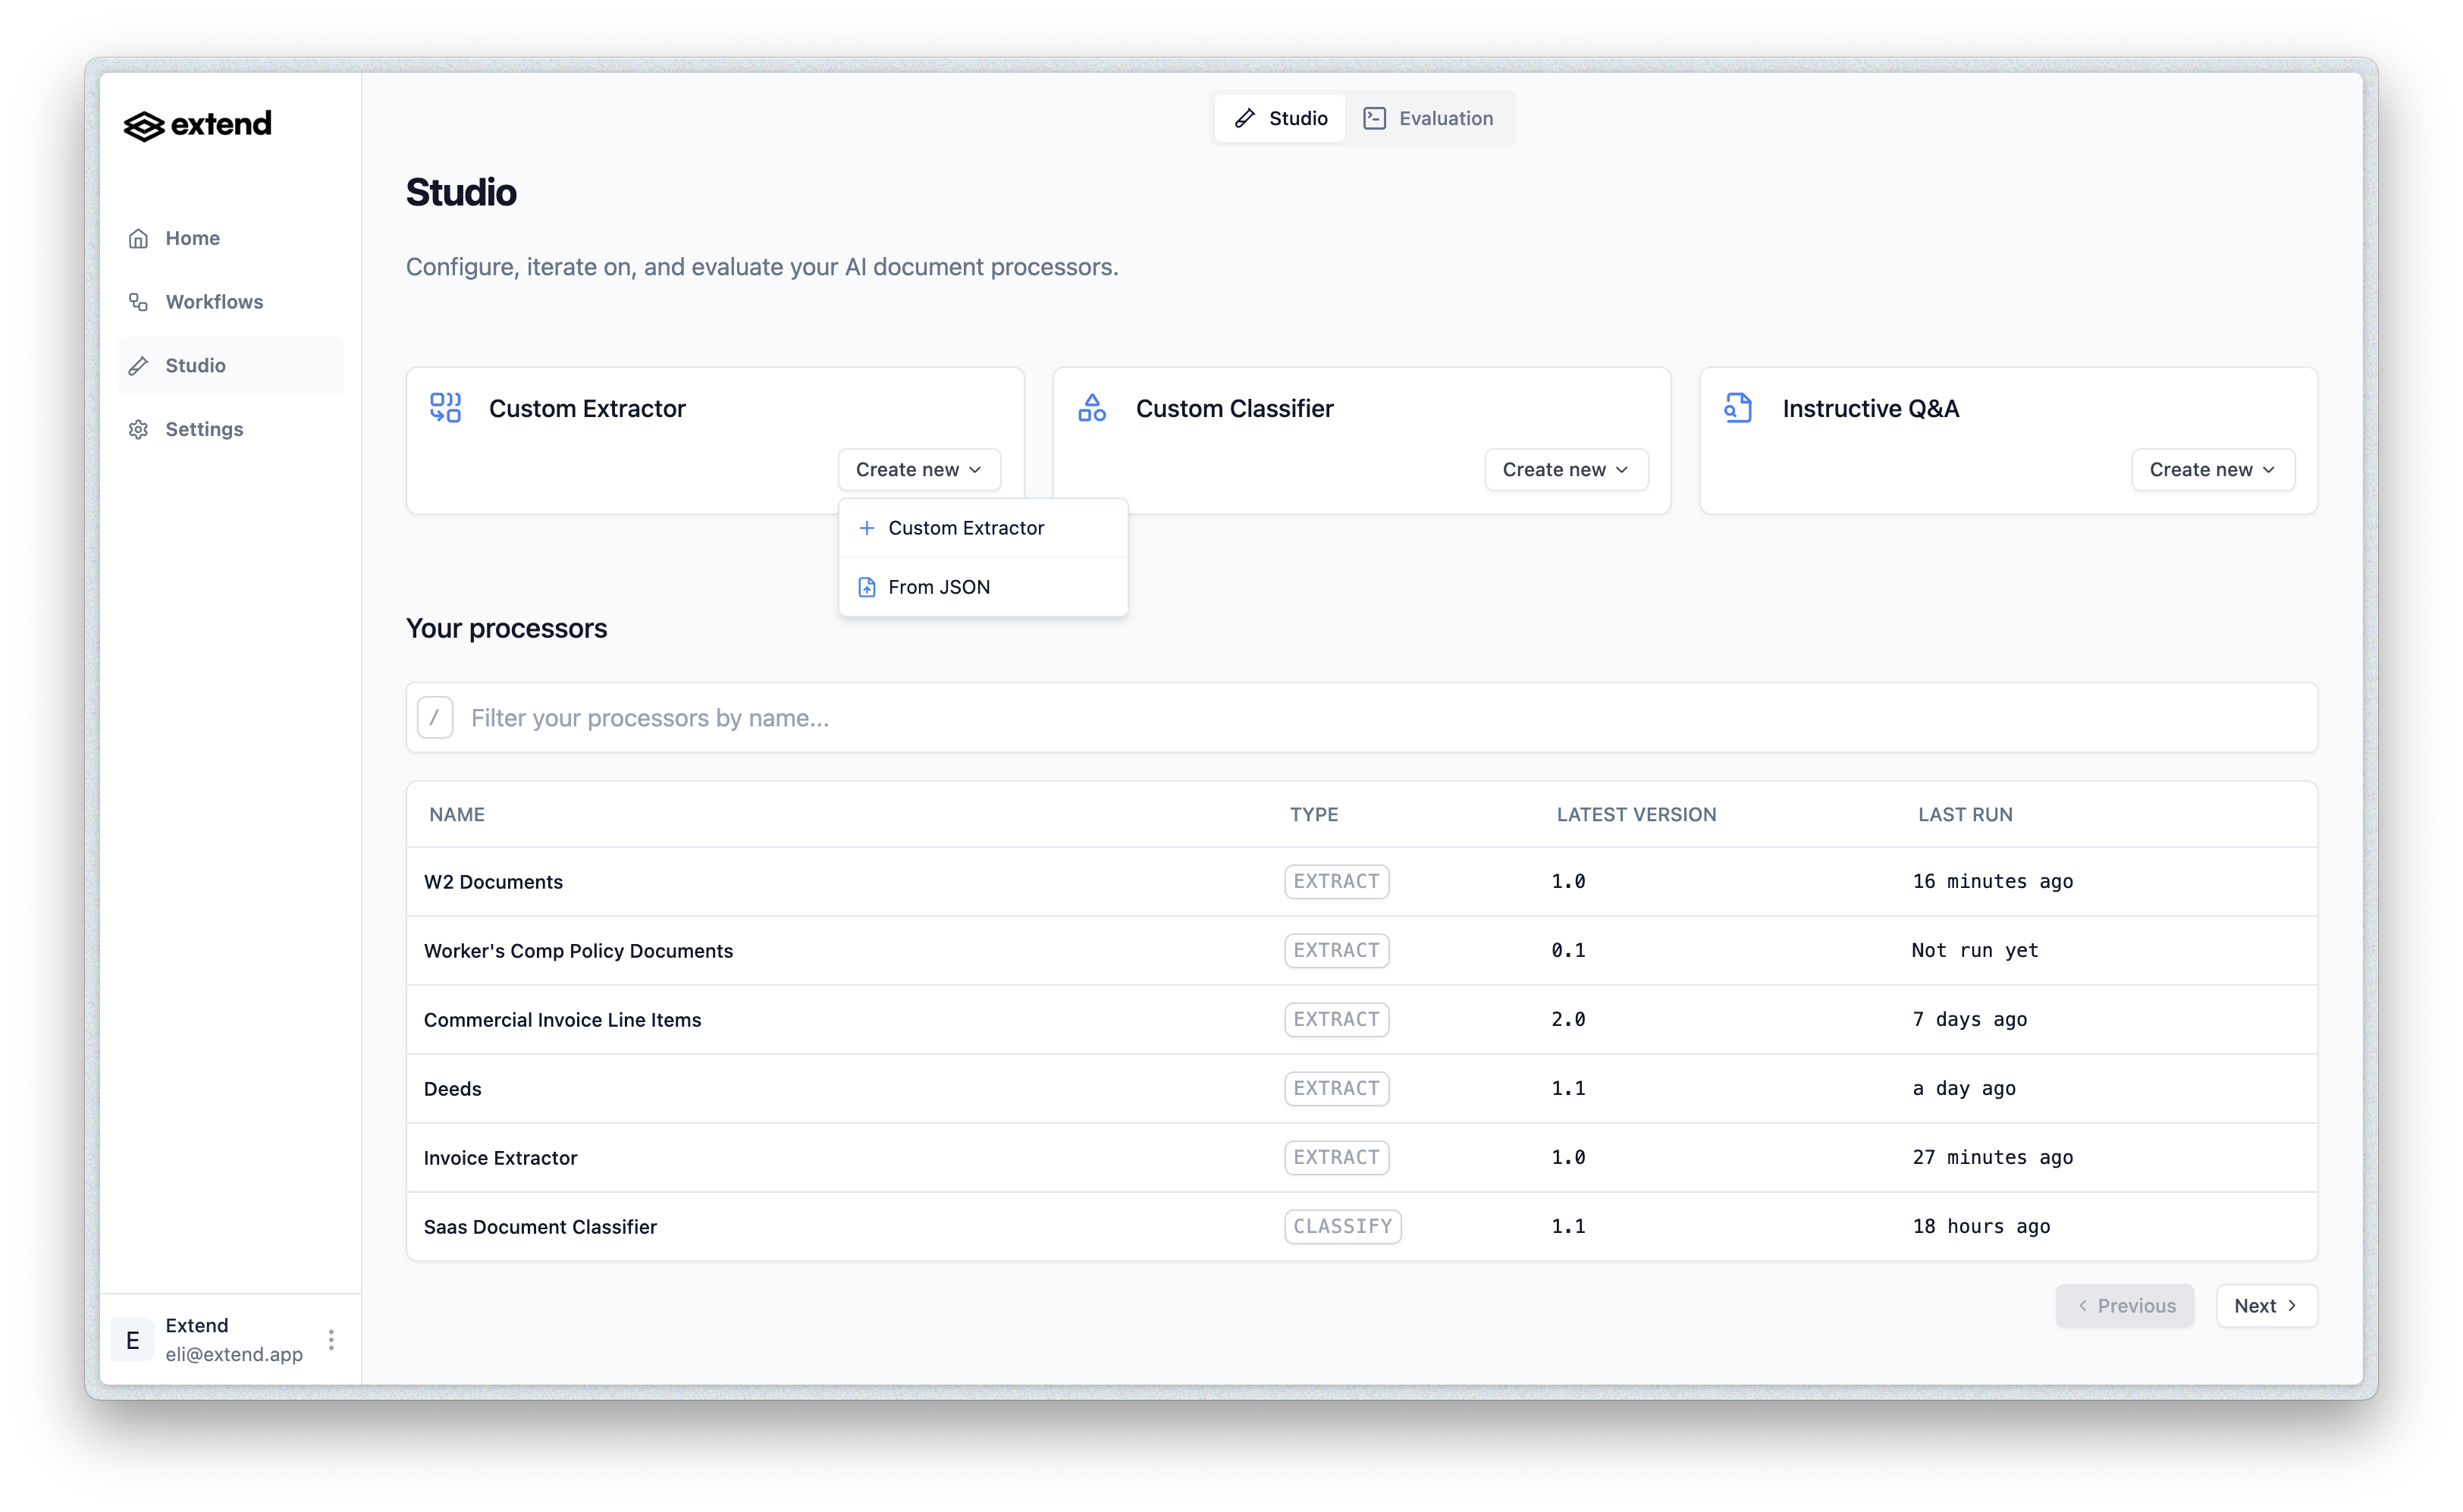 extend
Home
Workflows
Studio
Settings
Extend
E
eli@extend.app
Studio
Evaluation
Studio
Configure, iterate on, and evaluate your AI document processors.
Custom Extractor
Create new
Custom Extractor
From JSON
Custom Classifier
Create new
Instructive Q&A
Create new
Your processors
/ Filter your processors by name...
NAME TYPE LATEST VERSION LAST RUN
W2 Documents EXTRACT 1.0 16 minutes ago
Worker's Comp Policy Documents EXTRACT 0.1 Not run yet
Commercial Invoice Line Items EXTRACT 2.0 7 days ago
Deeds EXTRACT 1.1 a day ago
Invoice Extractor EXTRACT 1.0 27 minutes ago
Saas Document Classifier CLASSIFY 1.1 18 hours ago
Previous Next